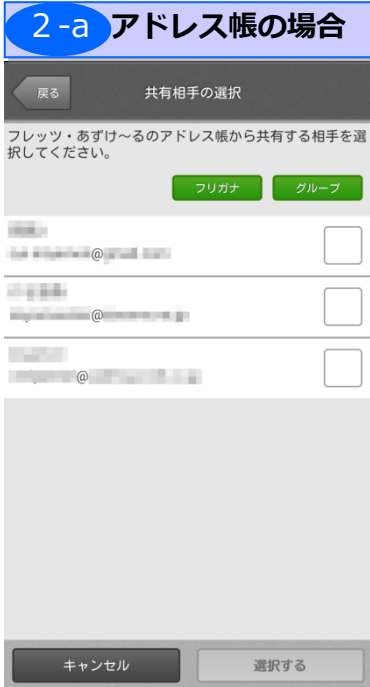 2-a アドレス帳の場合
戻る 共有相手の選択
フレッツ・あずけ～るのアドレス帳から共有する相手を選
択してください。
フリガナ グループ
@
@
@
キャンセル 選択する